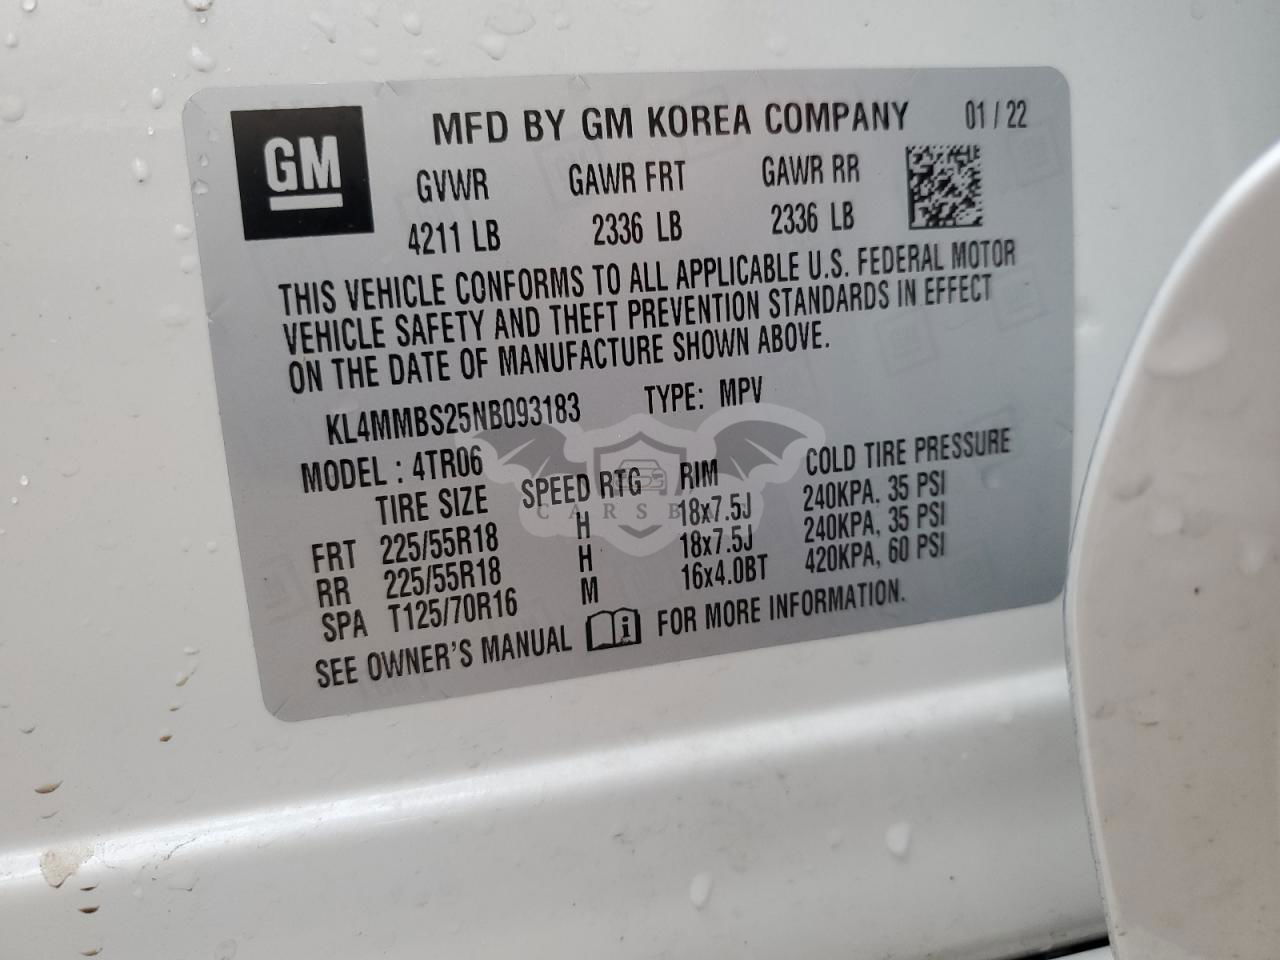 GM
MFD BY GM KOREA COMPANY 01 / 22
GVWR GAWR FRT GAWR RR
4211 LB 2336 LB 2336 LB
THIS VEHICLE CONFORMS TO ALL APPLICABLE U.S. FEDERAL MOTOR
VEHICLE SAFETY AND THEFT PREVENTION STANDARDS IN EFFECT
ON THE DATE OF MANUFACTURE SHOWN ABOVE.
KL4MMBS25NB093183 TYPE: MPV
MODEL : 4TR06
TIRE SIZE SPEED RTG RIM COLD TIRE PRESSURE
FRT 225/55R18 H 18x7.5J 240KPA. 35 PSI
RR 225/55R18 H 18x7.5J 240KPA, 35 PSI
SPA T125/70R16 M 16x4.0BT 420KPA, 60 PSI
SEE OWNER'S MANUAL i FOR MORE INFORMATION.